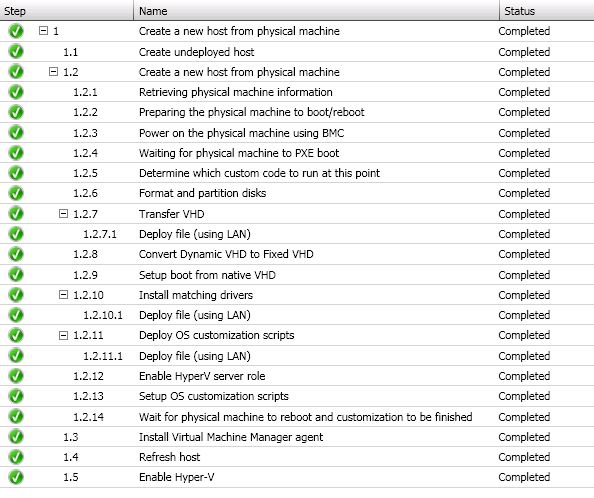 Step Name Status
1 Create a new host from physical machine Completed
1.1 Create undeployed host Completed
1.2 Create a new host from physical machine Completed
1.2.1 Retrieving physical machine information Completed
1.2.2 Preparing the physical machine to boot/reboot Completed
1.2.3 Power on the physical machine using BMC Completed
1.2.4 Waiting for physical machine to PXE boot Completed
1.2.5 Determine which custom code to run at this point Completed
1.2.6 Format and partition disks Completed
1.2.7 Transfer VHD Completed
1.2.7.1 Deploy file (using LAN) Completed
1.2.8 Convert Dynamic VHD to Fixed VHD Completed
1.2.9 Setup boot from native VHD Completed
1.2.10 Install matching drivers Completed
1.2.10.1 Deploy file (using LAN) Completed
1.2.11 Deploy OS customization scripts Completed
1.2.11.1 Deploy file (using LAN) Completed
1.2.12 Enable HyperV server role Completed
1.2.13 Setup OS customization scripts Completed
1.2.14 Wait for physical machine to reboot and customization to be finished Completed
1.3 Install Virtual Machine Manager agent Completed
1.4 Refresh host Completed
1.5 Enable Hyper-V Completed